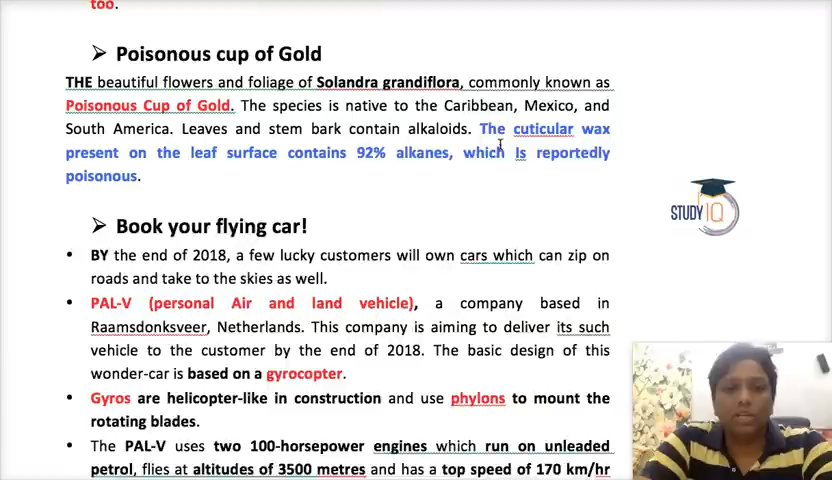 too.
➢ Poisonous cup of Gold
THE beautiful flowers and foliage of Solandra grandiflora, commonly known as
Poisonous Cup of Gold. The species is native to the Caribbean, Mexico, and
South America. Leaves and stem bark contain alkaloids. The cuticular wax
present on the leaf surface contains 92% alkanes, which Is reportedly
poisonous.
STUDY IQ
➢ Book your flying car!
• BY the end of 2018, a few lucky customers will own cars which can zip on
roads and take to the skies as well.
• PAL-V (personal Air and land vehicle), a company based in
Raamsdonksveer, Netherlands. This company is aiming to deliver its such
vehicle to the customer by the end of 2018. The basic design of this
wonder-car is based on a gyrocopter.
• Gyros are helicopter-like in construction and use phylons to mount the
rotating blades.
• The PAL-V uses two 100-horsepower engines which run on unleaded
petrol, flies at altitudes of 3500 metres and has a top speed of 170 km/hr